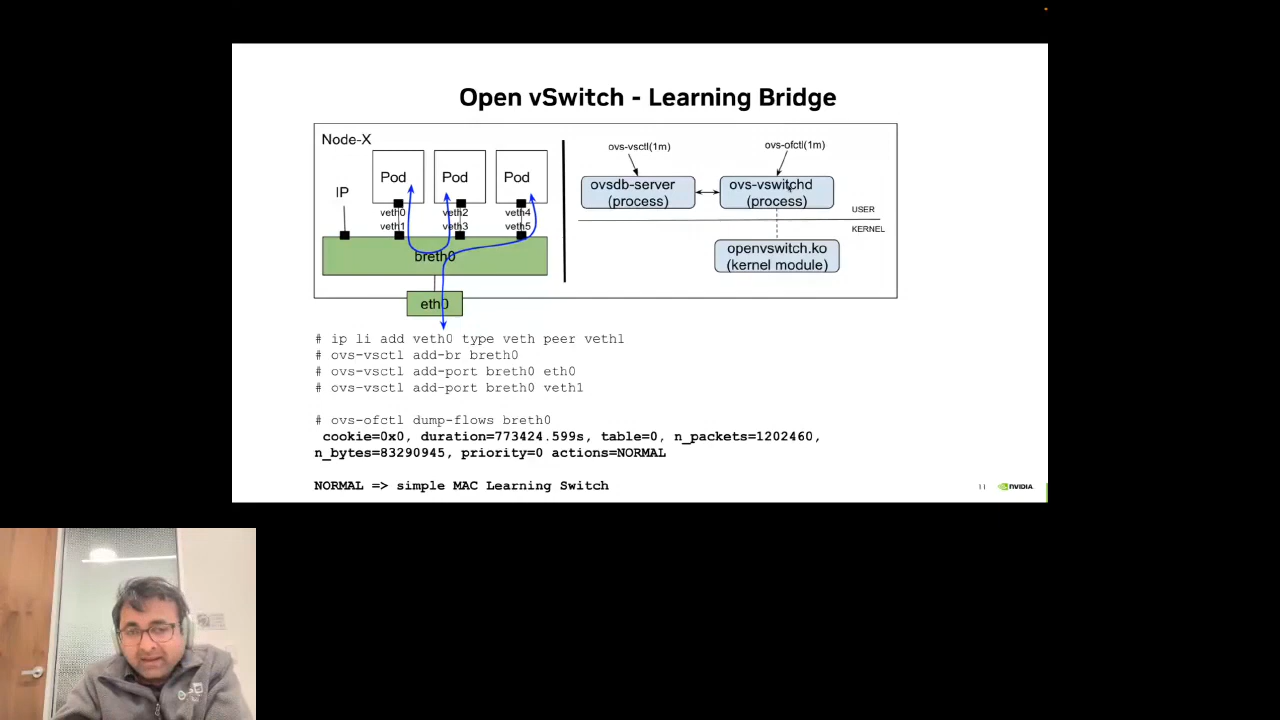 Open vSwitch - Learning Bridge
Node-X
Pod
Pod
Pod
IP
veth0
veth2
veth4
veth1
veth3
veth5
breth0
eth0
ovs-vsctl(1m)
ovs-ofctl(1m)
ovsdb-server
(process)
ovs-vswitchd
(process)
USER
KERNEL
openvswitch.ko
(kernel module)
# ip li add veth0 type veth peer veth1
# ovs-vsctl add-br breth0
# ovs-vsctl add-port breth0 eth0
# ovs-vsctl add-port breth0 veth1
# ovs-ofctl dump-flows breth0
cookie=0x0, duration=773424.599s, table=0, n_packets=1202460,
n_bytes=83290945, priority=0 actions=NORMAL
NORMAL => simple MAC Learning Switch
11
NVIDIA